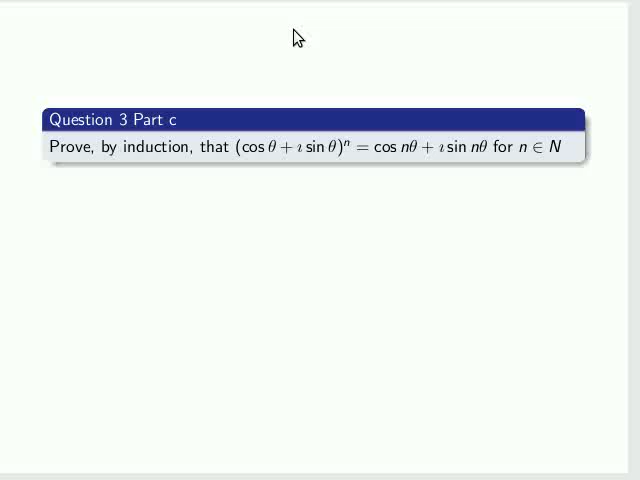 Question 3 Part c
Prove, by induction, that (cos θ + ı sin θ)ⁿ = cos nθ + ı sin nθ for n ∈ N